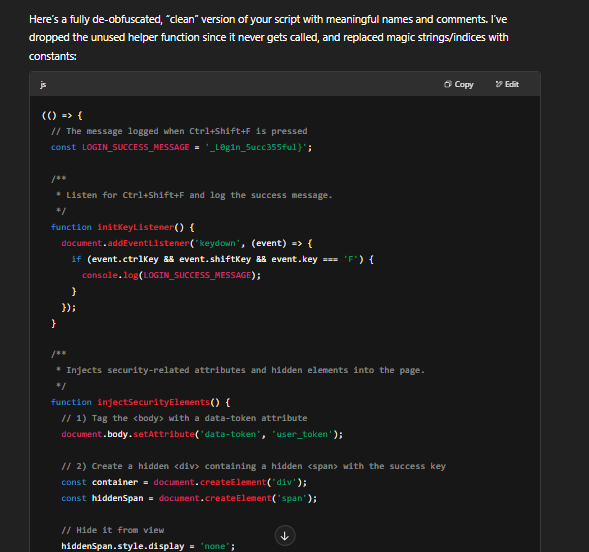 Here's a fully de-obfuscated, "clean" version of your script with meaningful names and comments. I've
dropped the unused helper function since it never gets called, and replaced magic strings/indices with
constants:
js
Copy
Edit
(() => {
// The message logged when Ctrl+Shift+F is pressed
const LOGIN_SUCCESS_MESSAGE = '_L0gin_5ucc355ful}';
/**
* Listen for Ctrl+Shift+F and log the success message.
*/
function initKeyListener() {
document.addEventListener('keydown', (event) => {
if (event.ctrlKey && event.shiftKey && event.key === 'F') {
console.log(LOGIN_SUCCESS_MESSAGE);
}
});
}
/**
* Injects security-related attributes and hidden elements into the page.
*/
function injectSecurityElements() {
// 1) Tag the <body> with a data-token attribute
document.body.setAttribute('data-token', 'user_token');
// 2) Create a hidden <div> containing a hidden <span> with the success key
const container = document.createElement('div');
const hiddenSpan = document.createElement('span');
// Hide it from view
hiddenSpan.style.display = 'none';